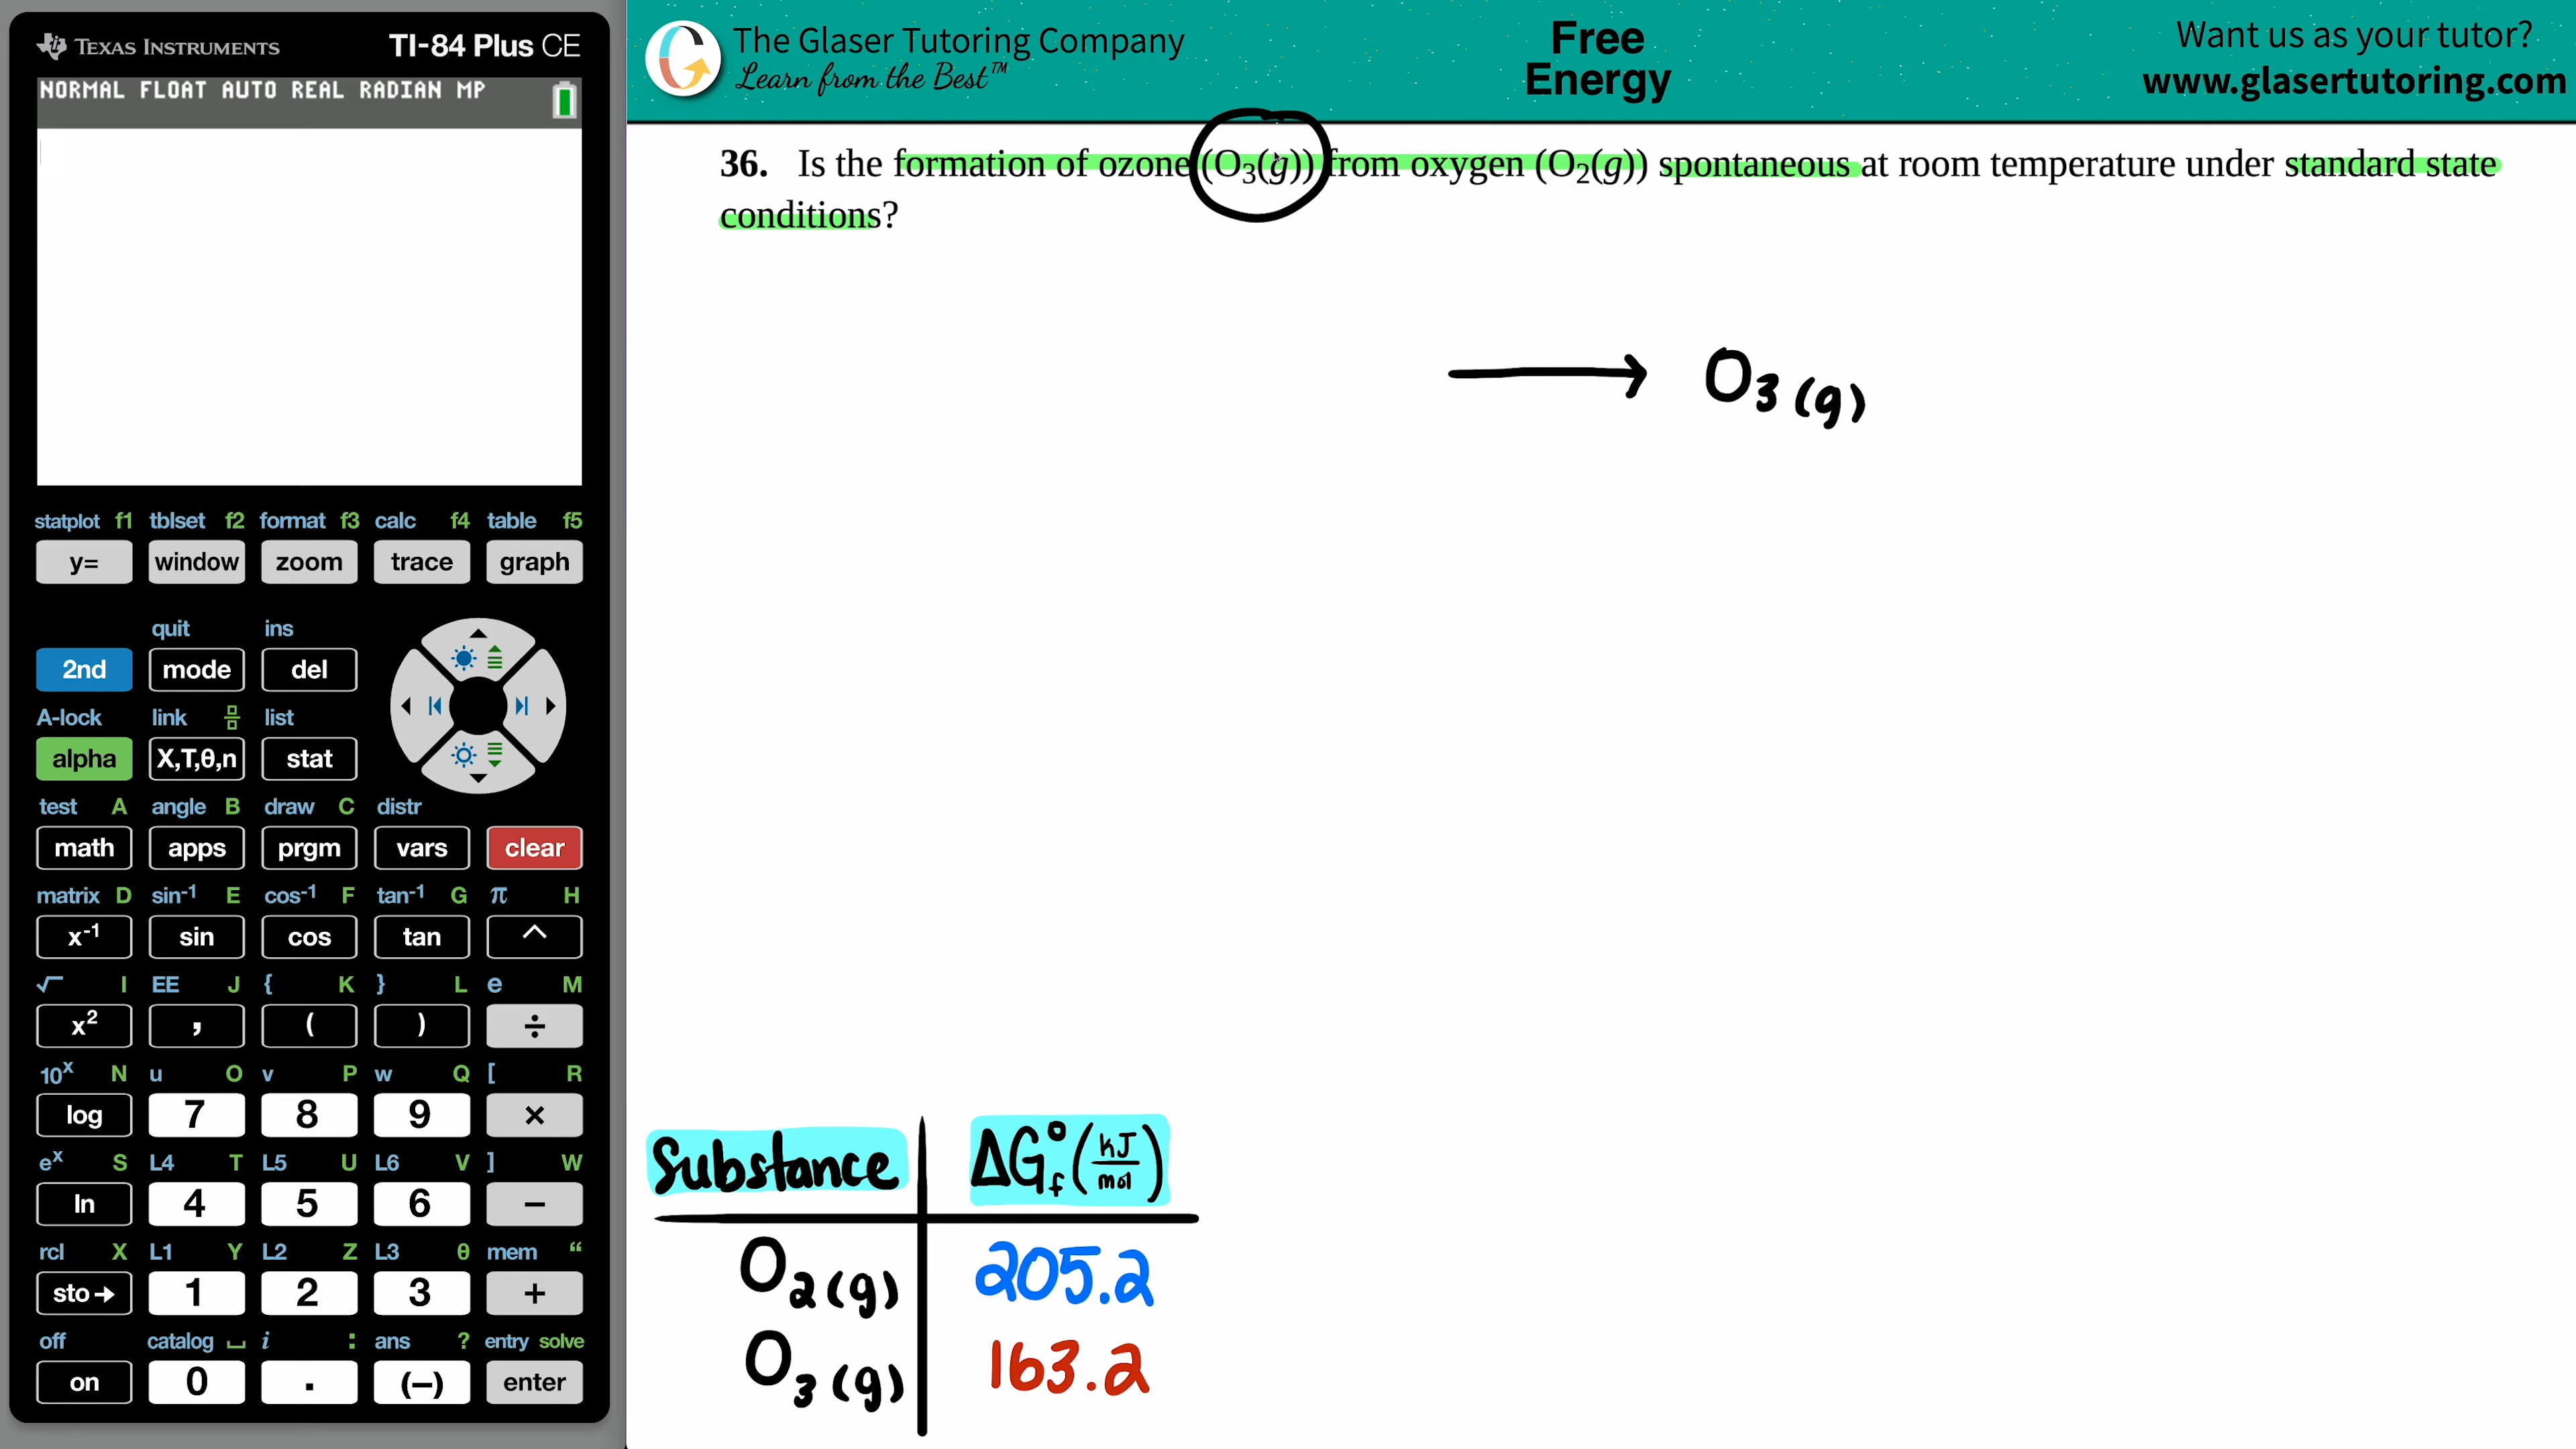 TEXAS INSTRUMENTS TI-84 Plus CE
NORMAL FLOAT AUTO REAL RADIAN MP
statplot f1 tblset f2 format f3 calc f4 table f5
y= window zoom trace graph
quit ins
2nd mode del
A-lock link list
alpha X,T,θ,n stat
test A angle B draw C distr
math apps prgm vars clear
matrix D sin⁻¹ E cos⁻¹ F tan⁻¹ G π H
x⁻¹ sin cos tan ^
√ I EE J { K } L e M
x² , ( ) ÷
10ˣ N u O v P w Q [ R
log 7 8 9 ×
eˣ S L4 T L5 U L6 V ] W
ln 4 5 6 −
rcl X L1 Y L2 Z L3 θ mem “
sto→ 1 2 3 +
off catalog ⎵ i : ans ? entry solve
on 0 . (−) enter
The Glaser Tutoring Company
Learn from the Best™
Free
Energy
Want us as your tutor?
www.glasertutoring.com
36. Is the formation of ozone (O₃(g)) from oxygen (O₂(g)) spontaneous at room temperature under standard state
conditions?
→ O₃(g)
Substance ΔG°f (kJ/mol)
O₂(g) 205.2
O₃(g) 163.2